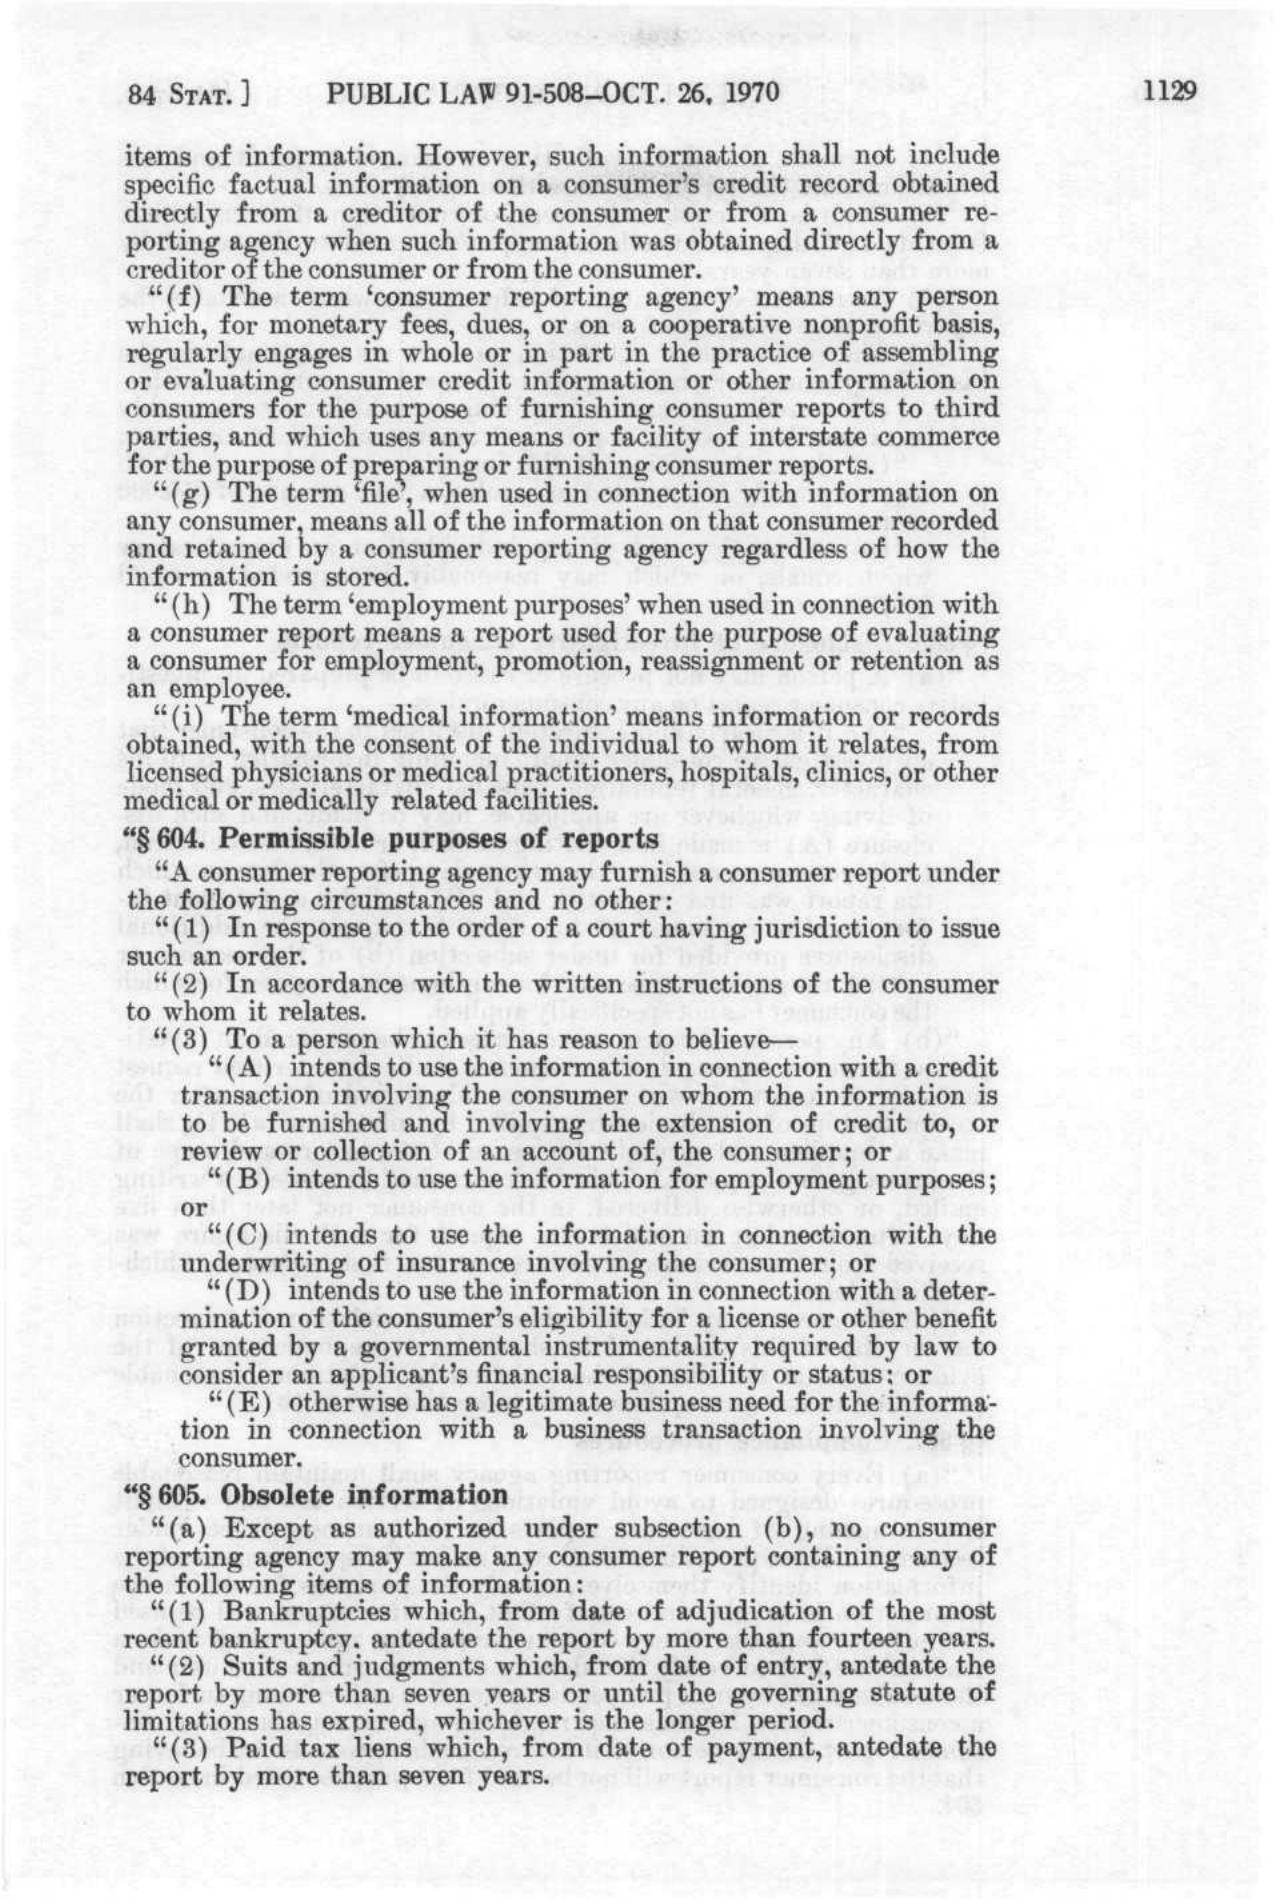 84 STAT. ] PUBLIC LAW 91-508-OCT. 26, 1970 1129
items of information. However, such information shall not include
specific factual information on a consumer's credit record obtained
directly from a creditor of the consumer or from a consumer re-
porting agency when such information was obtained directly from a
creditor of the consumer or from the consumer.
"(f) The term 'consumer reporting agency' means any person
which, for monetary fees, dues, or on a cooperative nonprofit basis,
regularly engages in whole or in part in the practice of assembling
or evaluating consumer credit information or other information on
consumers for the purpose of furnishing consumer reports to third
parties, and which uses any means or facility of interstate commerce
for the purpose of preparing or furnishing consumer reports.
"(g) The term 'file', when used in connection with information on
any consumer, means all of the information on that consumer recorded
and retained by a consumer reporting agency regardless of how the
information is stored.
"(h) The term 'employment purposes' when used in connection with
a consumer report means a report used for the purpose of evaluating
a consumer for employment, promotion, reassignment or retention as
an employee.
"(i) The term 'medical information' means information or records
obtained, with the consent of the individual to whom it relates, from
licensed physicians or medical practitioners, hospitals, clinics, or other
medical or medically related facilities.
"§ 604. Permissible purposes of reports
"A consumer reporting agency may furnish a consumer report under
the following circumstances and no other:
"(1) In response to the order of a court having jurisdiction to issue
such an order.
"(2) In accordance with the written instructions of the consumer
to whom it relates.
"(3) To a person which it has reason to believe—
"(A) intends to use the information in connection with a credit
transaction involving the consumer on whom the information is
to be furnished and involving the extension of credit to, or
review or collection of an account of, the consumer; or
"(B) intends to use the information for employment purposes;
or
"(C) intends to use the information in connection with the
underwriting of insurance involving the consumer; or
"(D) intends to use the information in connection with a deter-
mination of the consumer's eligibility for a license or other benefit
granted by a governmental instrumentality required by law to
consider an applicant's financial responsibility or status; or
"(E) otherwise has a legitimate business need for the informa-
tion in connection with a business transaction involving the
consumer.
"§ 605. Obsolete information
"(a) Except as authorized under subsection (b), no consumer
reporting agency may make any consumer report containing any of
the following items of information:
"(1) Bankruptcies which, from date of adjudication of the most
recent bankruptcy. antedate the report by more than fourteen years.
"(2) Suits and judgments which, from date of entry, antedate the
report by more than seven years or until the governing statute of
limitations has expired, whichever is the longer period.
"(3) Paid tax liens which, from date of payment, antedate the
report by more than seven years.